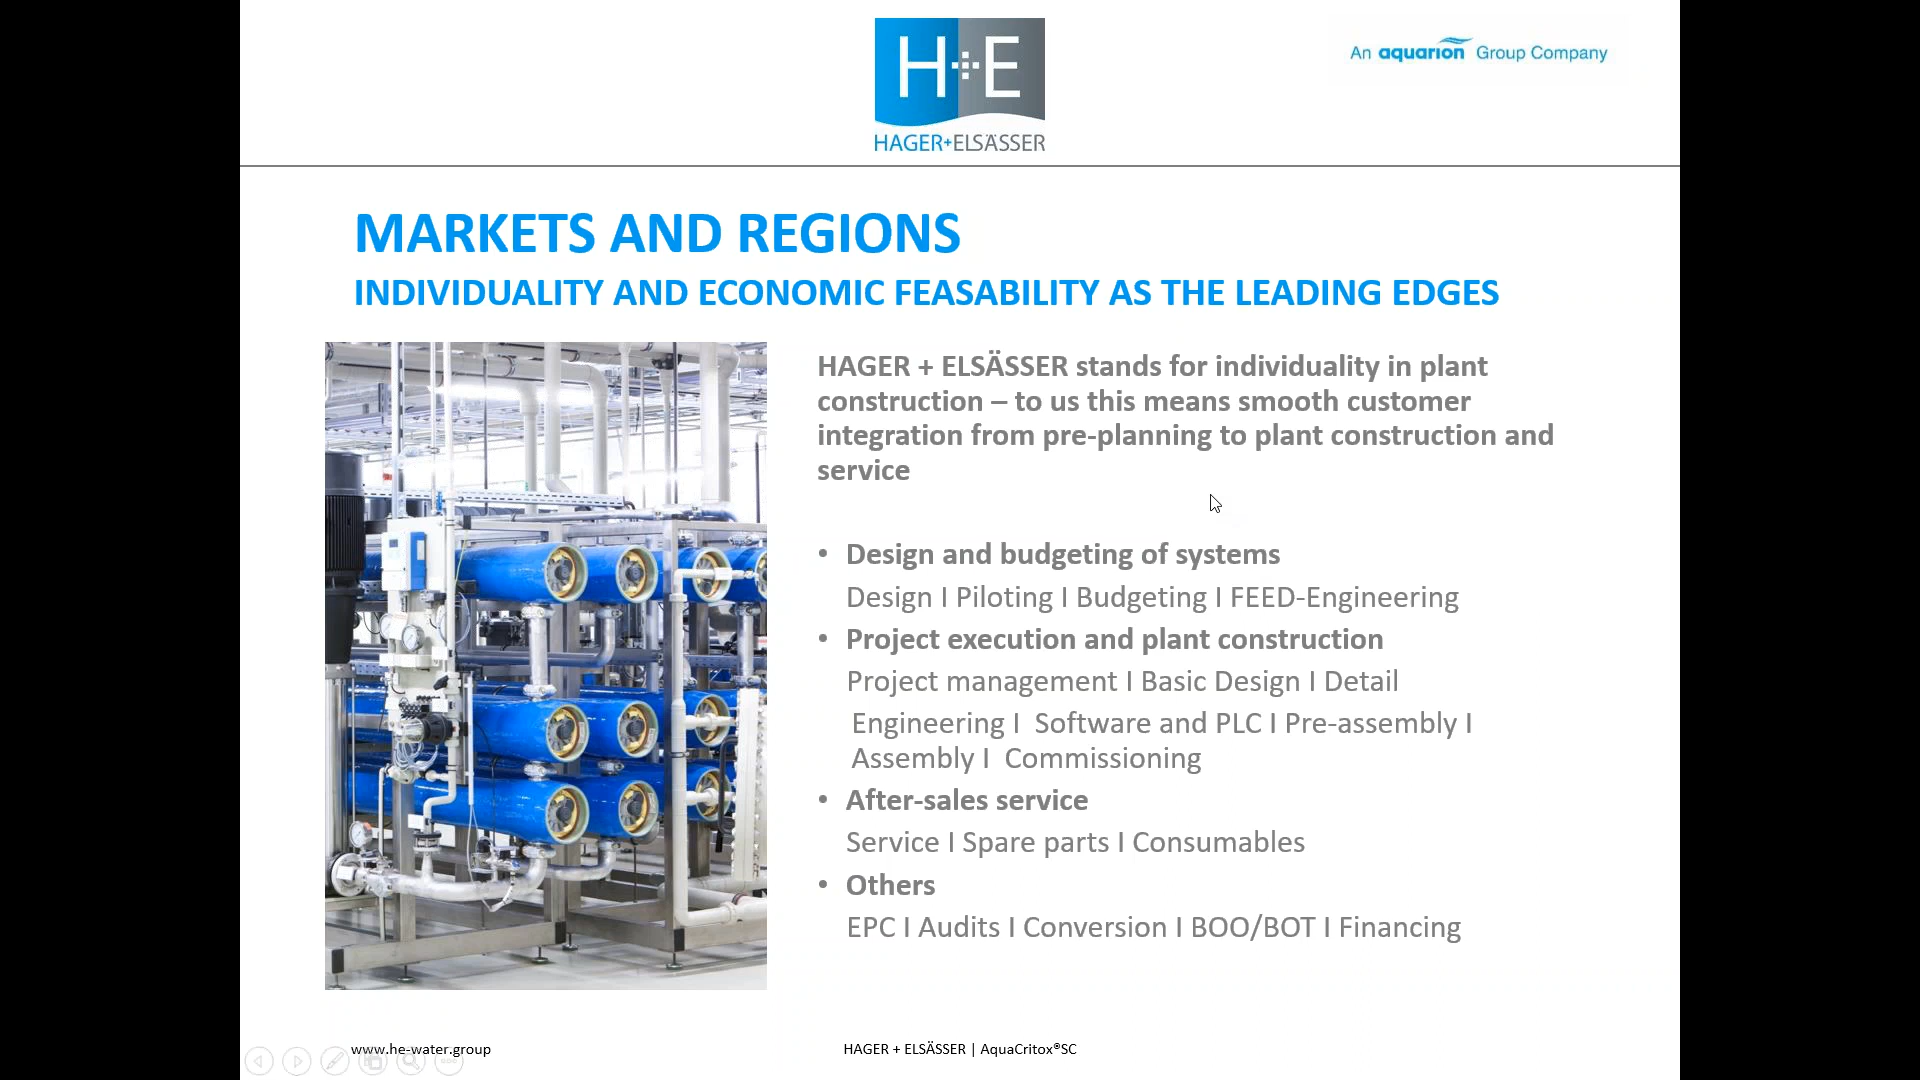 H+E
HAGER+ELSÄSSER
An aquarion Group Company
MARKETS AND REGIONS
INDIVIDUALITY AND ECONOMIC FEASABILITY AS THE LEADING EDGES
HAGER + ELSÄSSER stands for individuality in plant
construction – to us this means smooth customer
integration from pre-planning to plant construction and
service
• Design and budgeting of systems
Design I Piloting I Budgeting I FEED-Engineering
• Project execution and plant construction
Project management I Basic Design I Detail
Engineering I Software and PLC I Pre-assembly I
Assembly I Commissioning
• After-sales service
Service I Spare parts I Consumables
• Others
EPC I Audits I Conversion I BOO/BOT I Financing
www.he-water.group
HAGER + ELSÄSSER | AquaCritox®SC